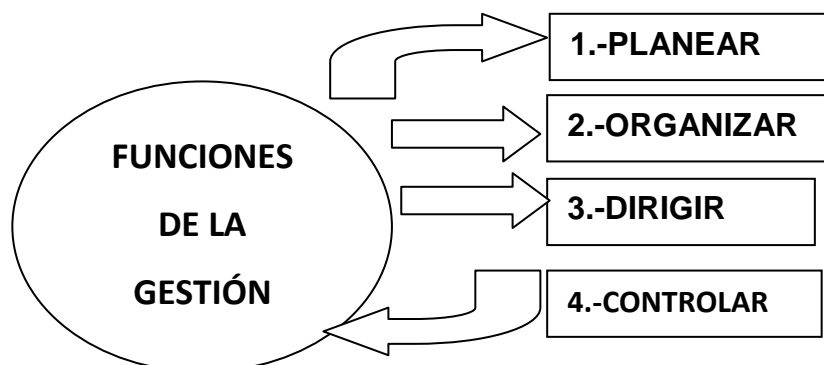 FUNCIONES
DE LA
GESTIÓN
1.-PLANEAR
2.-ORGANIZAR
3.-DIRIGIR
4.-CONTROLAR